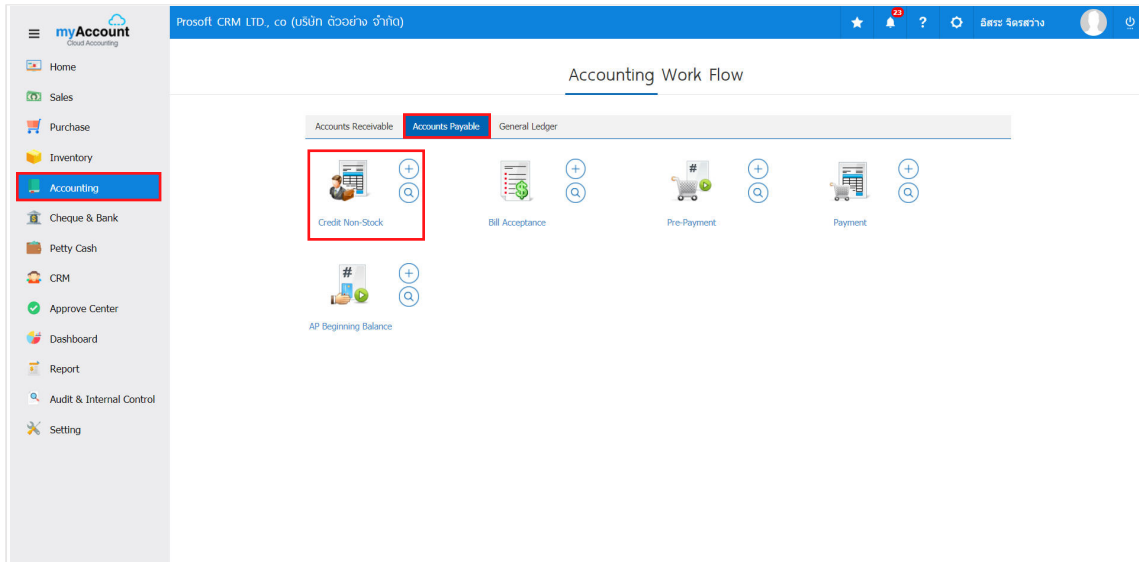 Prosoft CRM LTD., co (บริษัท ตัวอย่าง จำกัด)
23
?
อิสระ จิตรสว่าง
myAccount
Cloud Accounting
Home
Sales
Purchase
Inventory
Accounting
Cheque & Bank
Petty Cash
CRM
Approve Center
Dashboard
Report
Audit & Internal Control
Setting
Accounting Work Flow
Accounts Receivable Accounts Payable General Ledger
Credit Non-Stock Bill Acceptance Pre-Payment Payment
AP Beginning Balance